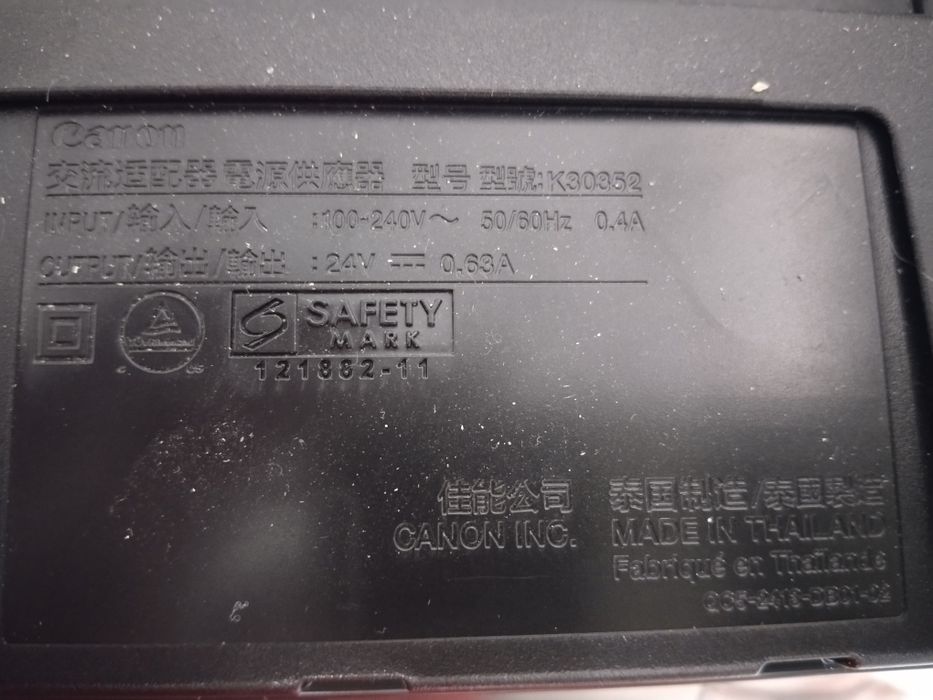 Canon
交流适配器 電源供應器 型号 型號:K30352
INPUT/输入/輸入 :100-240V～ 50/60Hz 0.4A
OUTPUT/输出/輸出 :24V ⎓ 0.63A
SAFETY
MARK
121882-11
佳能公司 泰国制造/泰國製造
CANON INC. MADE IN THAILAND
Fabriqué en Thaïlande